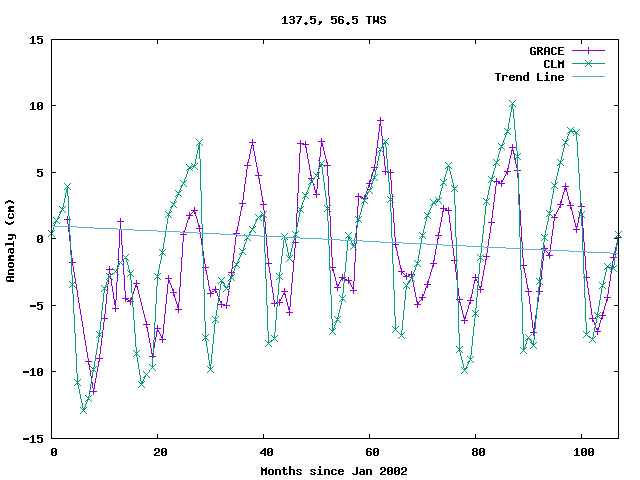 137.5, 56.5 TWS
GRACE
CLM
Trend Line
15
10
5
0
-5
-10
-15
Anomaly (cm)
0 20 40 60 80 100
Months since Jan 2002